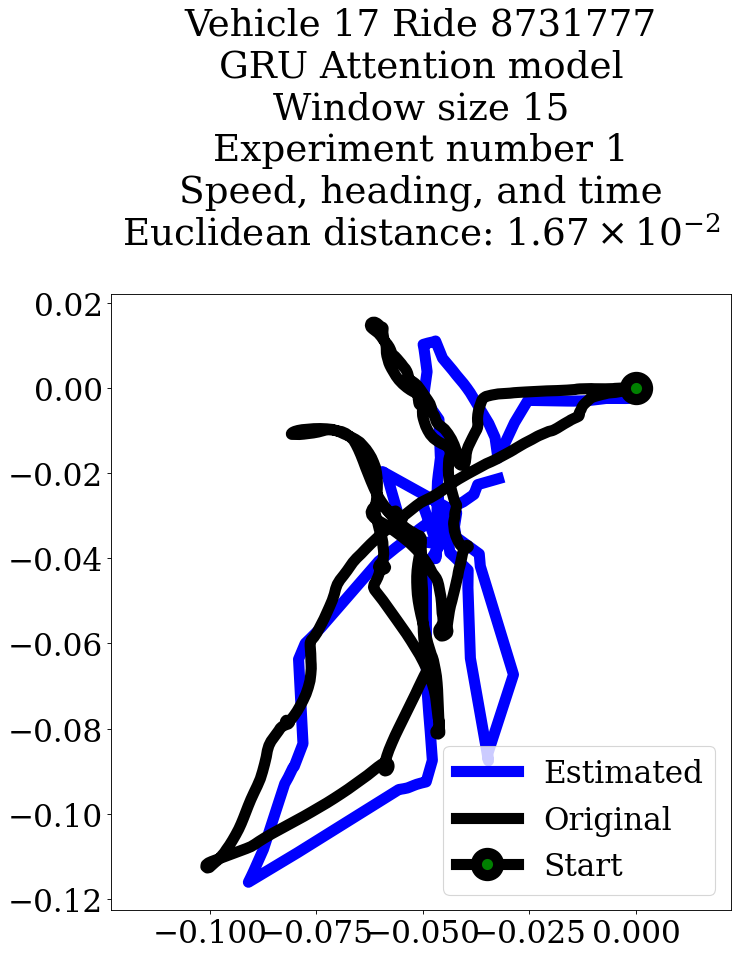 Vehicle 17 Ride 8731777
GRU Attention model
Window size 15
Experiment number 1
Speed, heading, and time
Euclidean distance: 1.67 × 10⁻²
0.02
0.00
−0.02
−0.04
−0.06
−0.08
−0.10
−0.12
Estimated
Original
Start
−0.100 −0.075 −0.050 −0.025 0.000